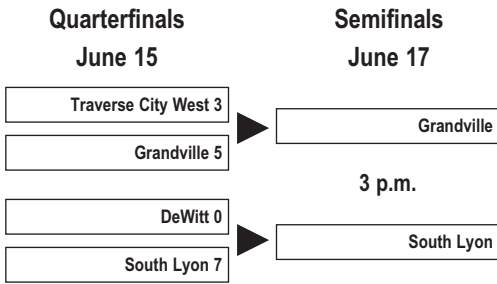 Quarterfinals
June 15
Traverse City West 3
Grandville 5
DeWitt 0
South Lyon 7
Semifinals
June 17
Grandville
3 p.m.
South Lyon